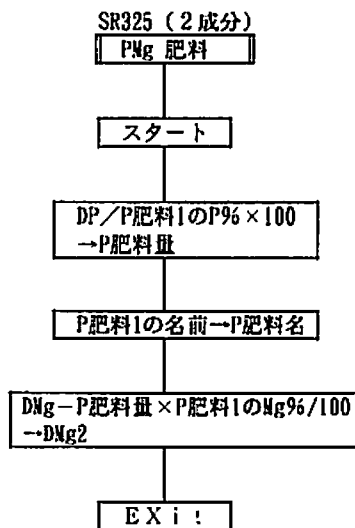 SR325（2成分）
PMg 肥料
スタート
DP／P肥料1のP%×100
→P肥料量
P肥料1の名前→P肥料名
DMg－P肥料量×P肥料1のMg%/100
→DMg2
EXi!